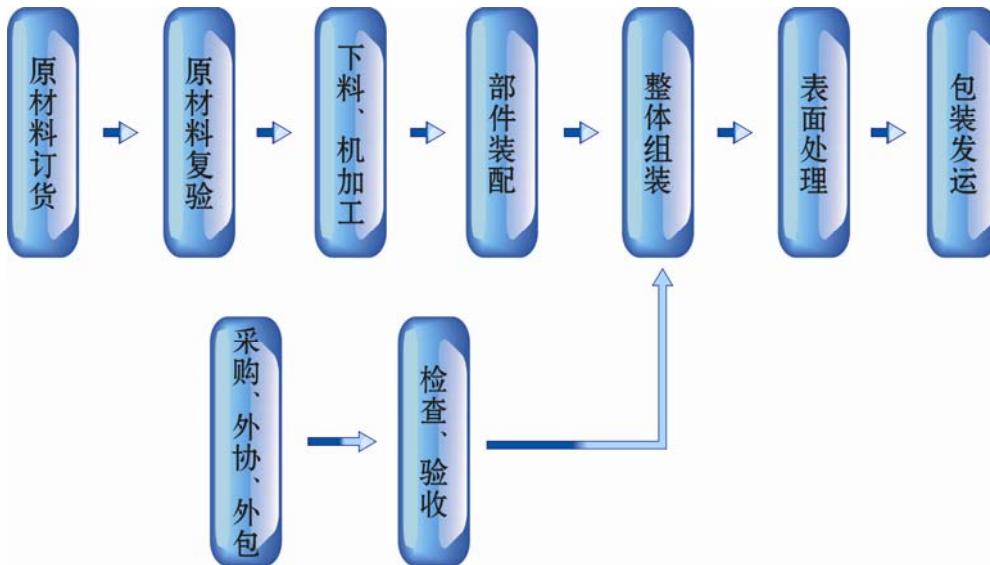 原材料订货
原材料复验
下料、机加工
部件装配
整体组装
表面处理
包装发运
采购、外协、外包
检查、验收